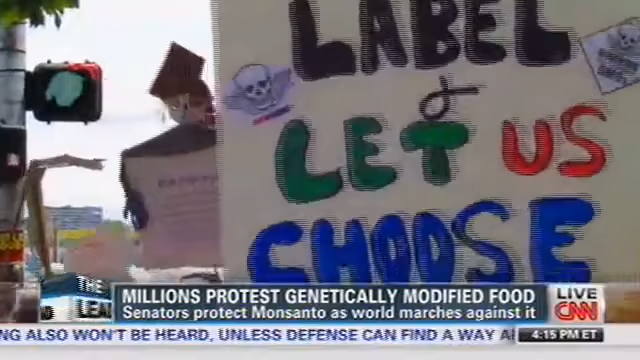 LABEL
&
LET US
CHOOSE
THE
LEA
MILLIONS PROTEST GENETICALLY MODIFIED FOOD
Senators protect Monsanto as world marches against it
LIVE
CNN
NG ALSO WON'T BE HEARD, UNLESS DEFENSE CAN FIND A WAY A
4:15 PM ET